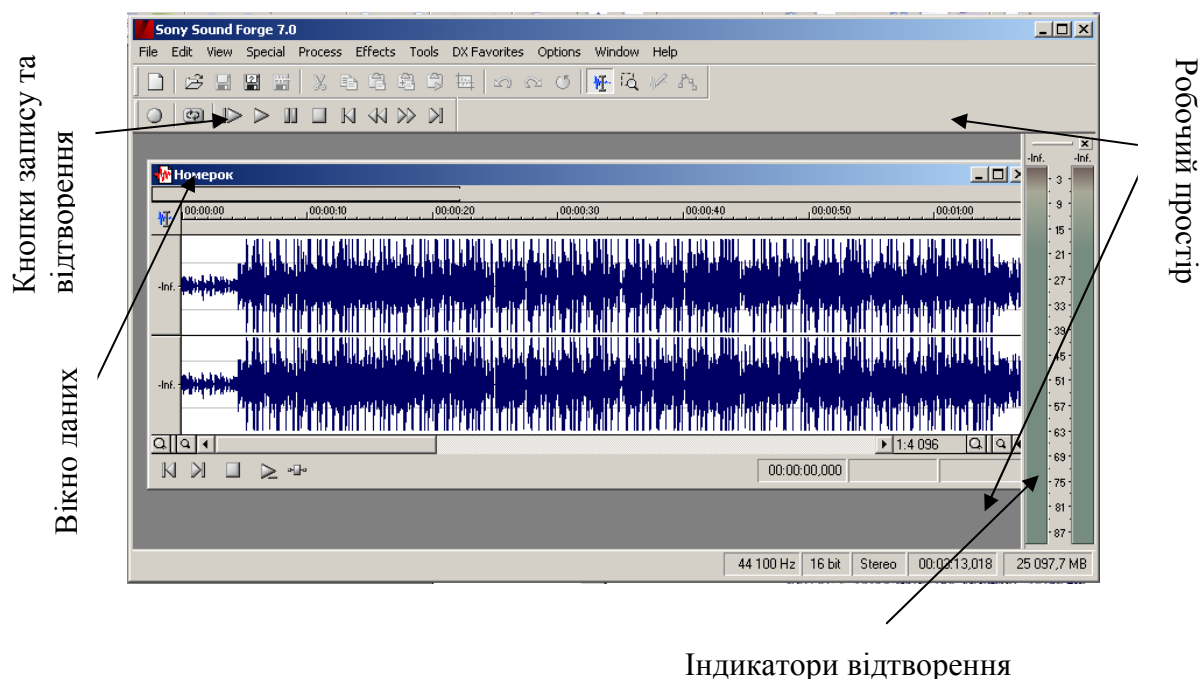 Sony Sound Forge 7.0
File Edit View Special Process Effects Tools DX Favorites Options Window Help
Кнопки запису та
відтворення
Робочий простір
Номерок
-Inf. -Inf.
00:00:00 00:00:10 00:00:20 00:00:30 00:00:40 00:00:50 00:01:00
3
9
15
21
27
33
39
45
51
57
63
69
75
81
87
-Inf.
-Inf.
Вікно даних
1:4 096
00:00:00,000
44 100 Hz 16 bit Stereo 00:03:13,018 25 097,7 MB
Індикатори відтворення